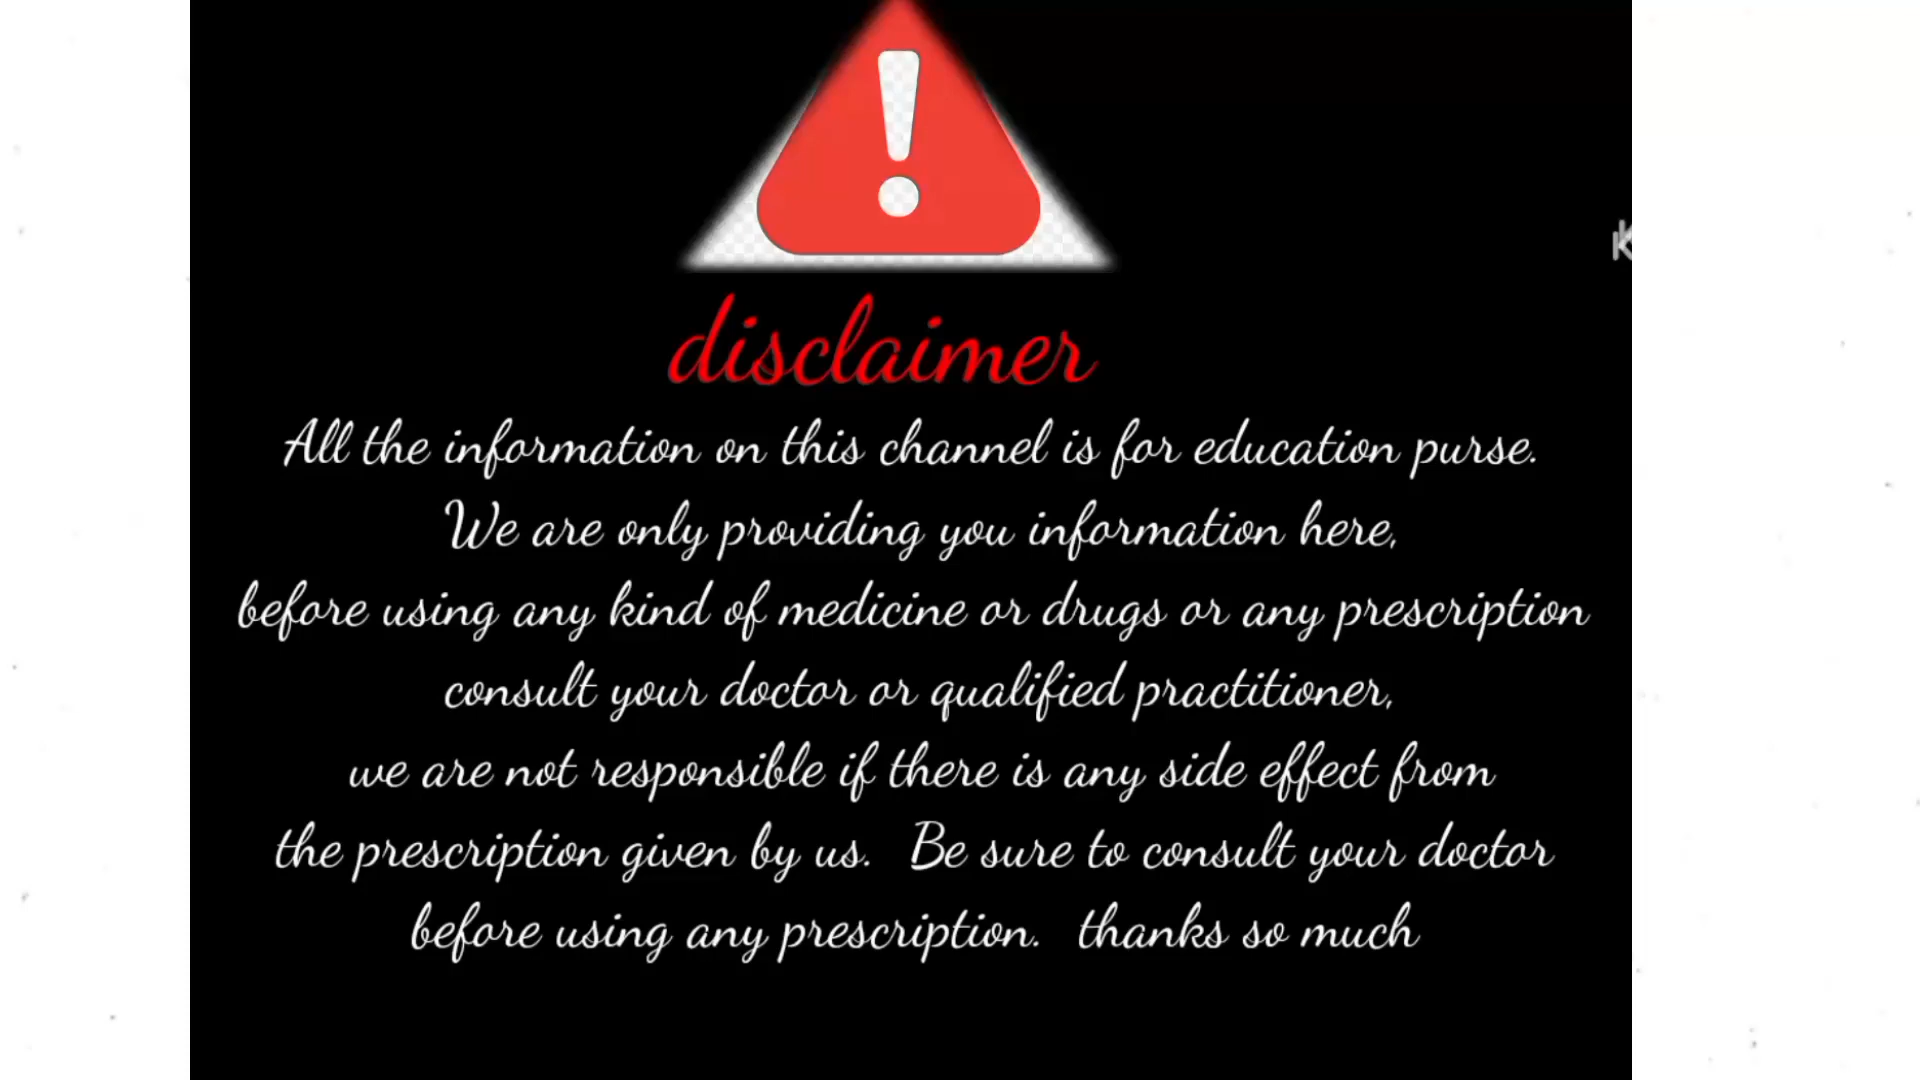 disclaimer
All the information on this channel is for education purse.
We are only providing you information here,
before using any kind of medicine or drugs or any prescription
consult your doctor or qualified practitioner,
we are not responsible if there is any side effect from
the prescription given by us. Be sure to consult your doctor
before using any prescription. thanks so much